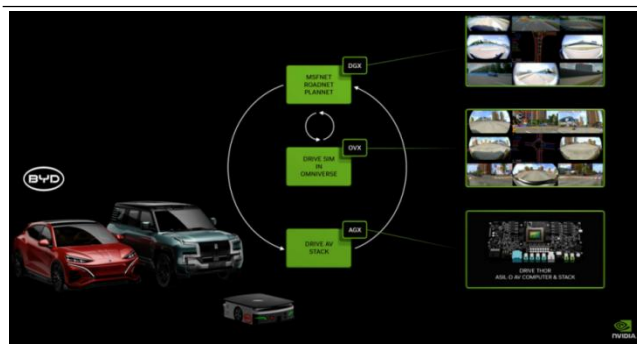 BYD
MSFNET
ROADNET
PLANNET
DGX
DRIVE SIM
IN
OMNIVERSE
OVX
DRIVE AV
STACK
AGX
DRIVE THOR
ASIL-D AV COMPUTER & STACK
NVIDIA